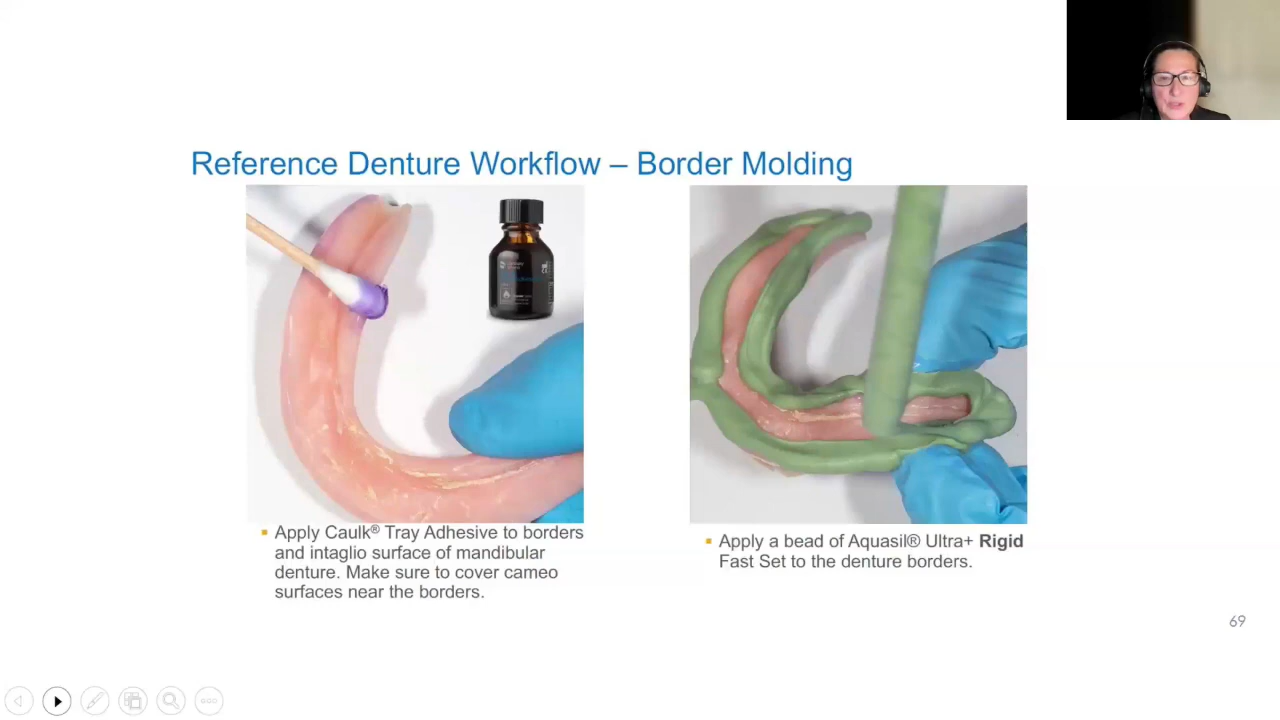 Reference Denture Workflow – Border Molding
Apply Caulk® Tray Adhesive to borders
and intaglio surface of mandibular
denture. Make sure to cover cameo
surfaces near the borders.
Apply a bead of Aquasil® Ultra+ Rigid
Fast Set to the denture borders.
69